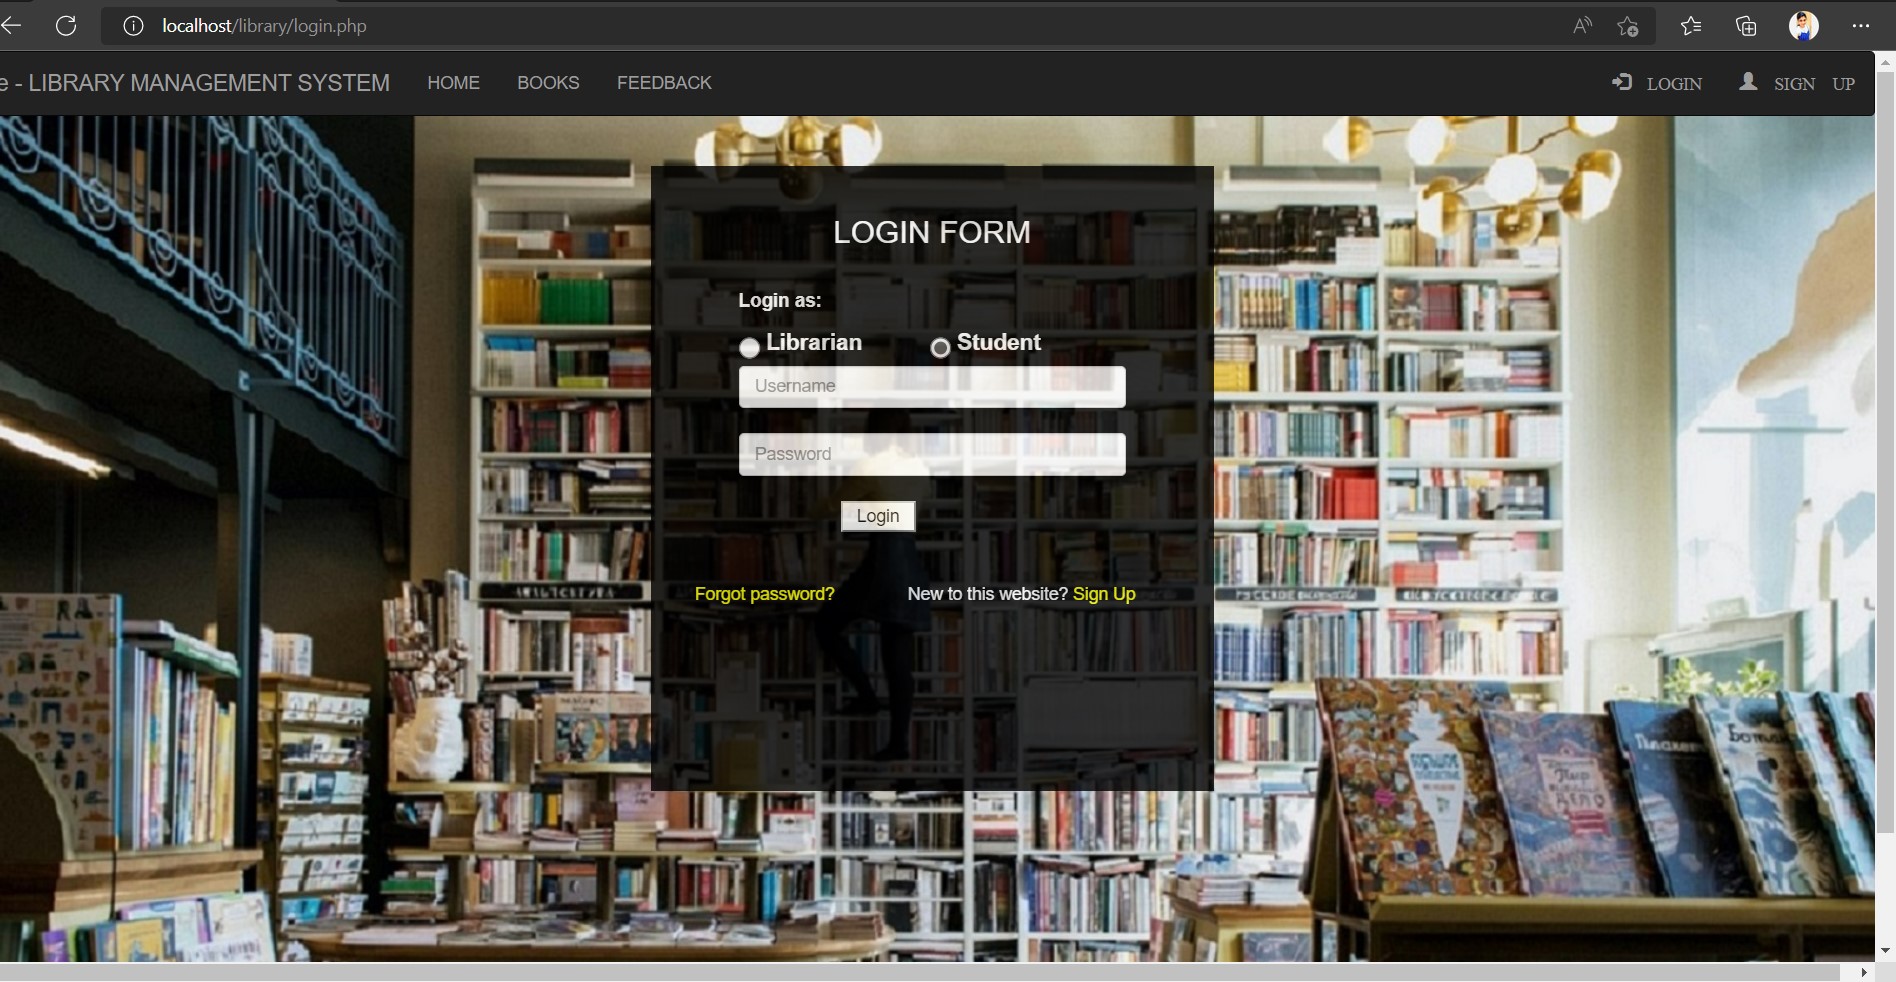 localhost/library/login.php
e - LIBRARY MANAGEMENT SYSTEM HOME BOOKS FEEDBACK LOGIN SIGN UP
LOGIN FORM
Login as:
Librarian Student
Username
Password
Login
Forgot password? New to this website? Sign Up